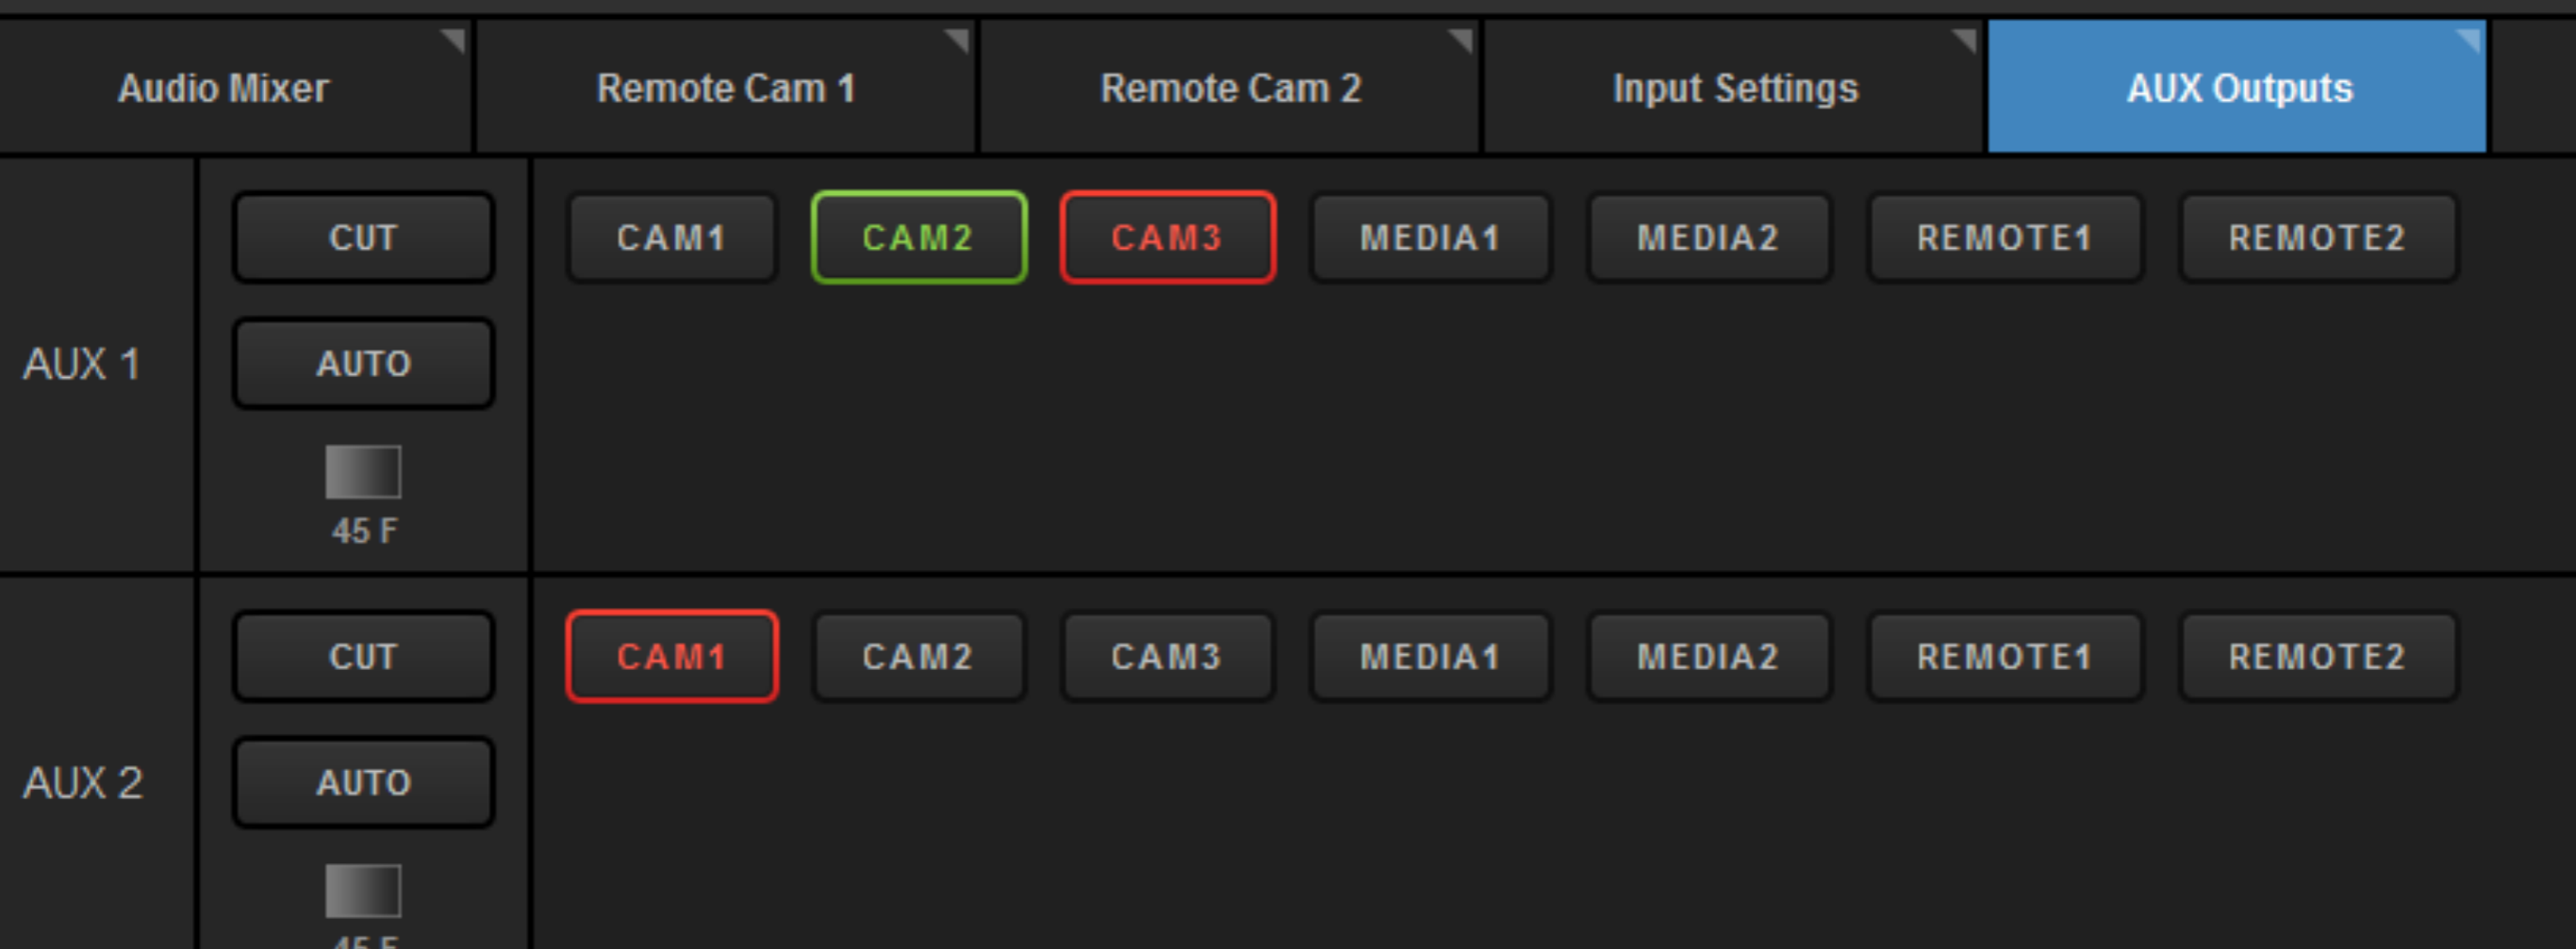 Audio Mixer
Remote Cam 1
Remote Cam 2
Input Settings
AUX Outputs
AUX 1
CUT
AUTO
45 F
CAM1
CAM2
CAM3
MEDIA1
MEDIA2
REMOTE1
REMOTE2
AUX 2
CUT
AUTO
CAM1
CAM2
CAM3
MEDIA1
MEDIA2
REMOTE1
REMOTE2